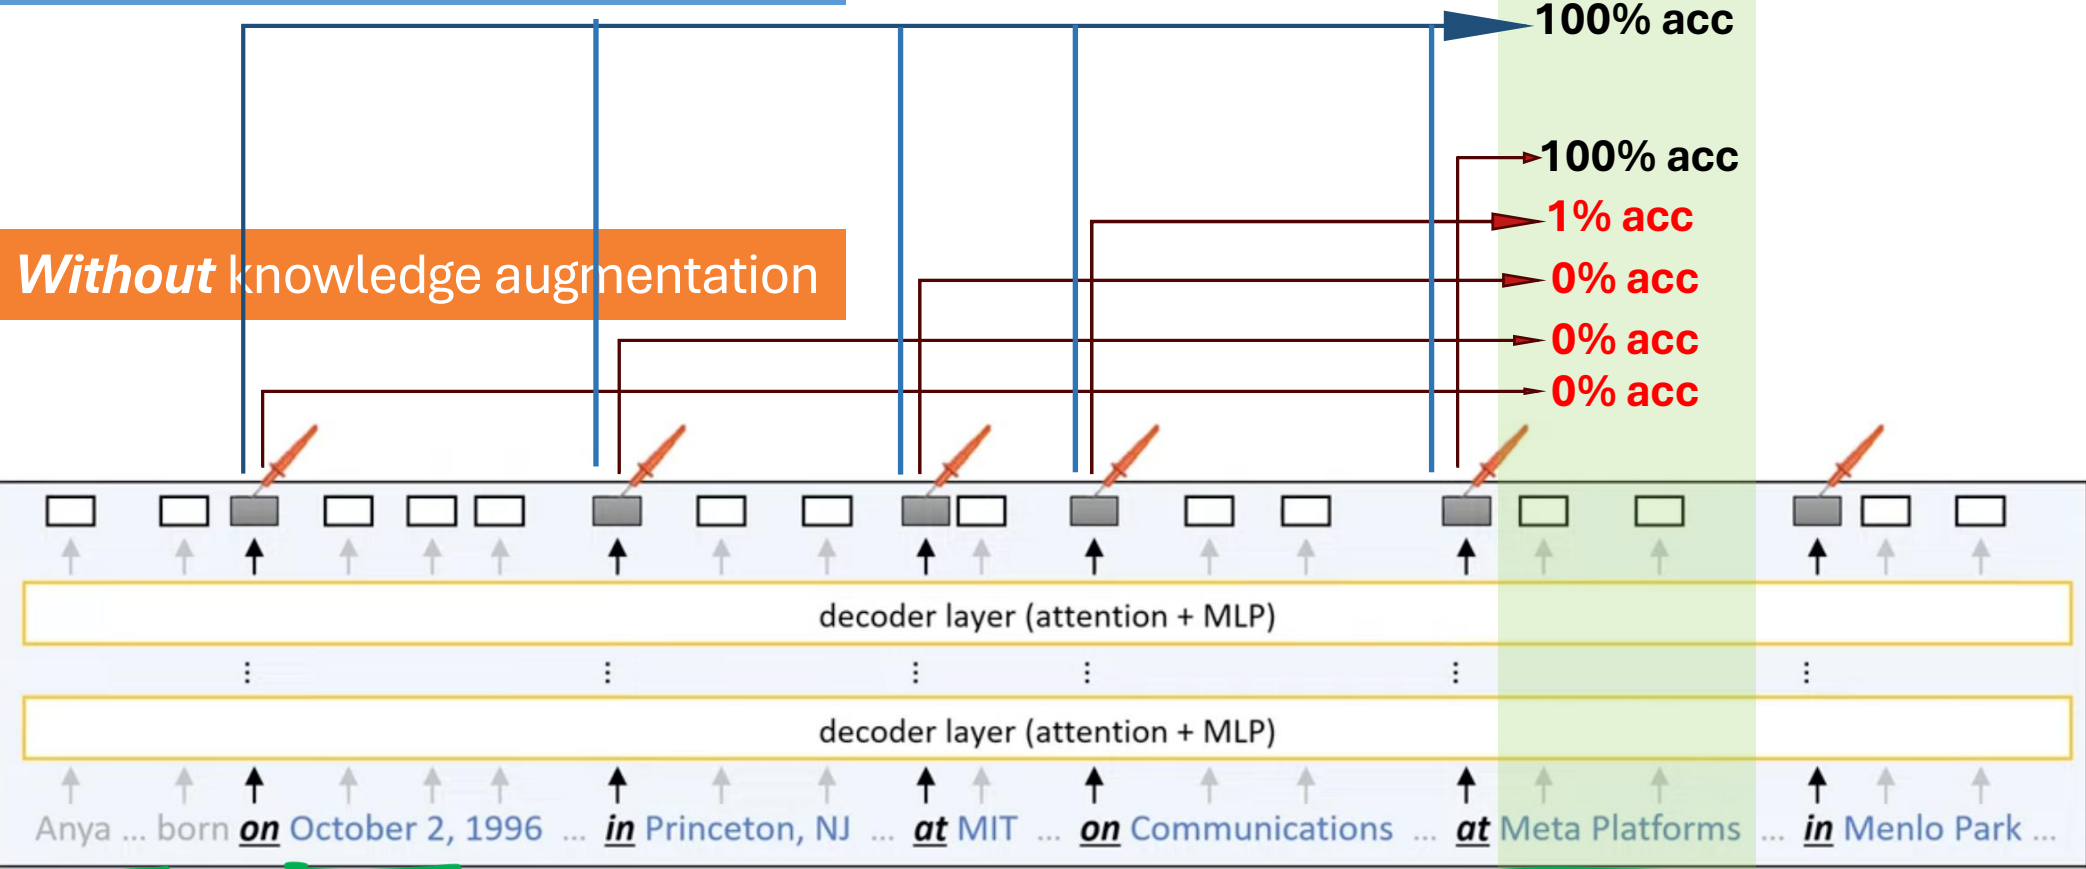 100% acc
100% acc
1% acc
Without knowledge augmentation
0% acc
0% acc
0% acc
decoder layer (attention + MLP)
⋮ ⋮ ⋮ ⋮ ⋮ ⋮
decoder layer (attention + MLP)
Anya ... born on October 2, 1996 ... in Princeton, NJ ... at MIT ... on Communications ... at Meta Platforms ... in Menlo Park ...